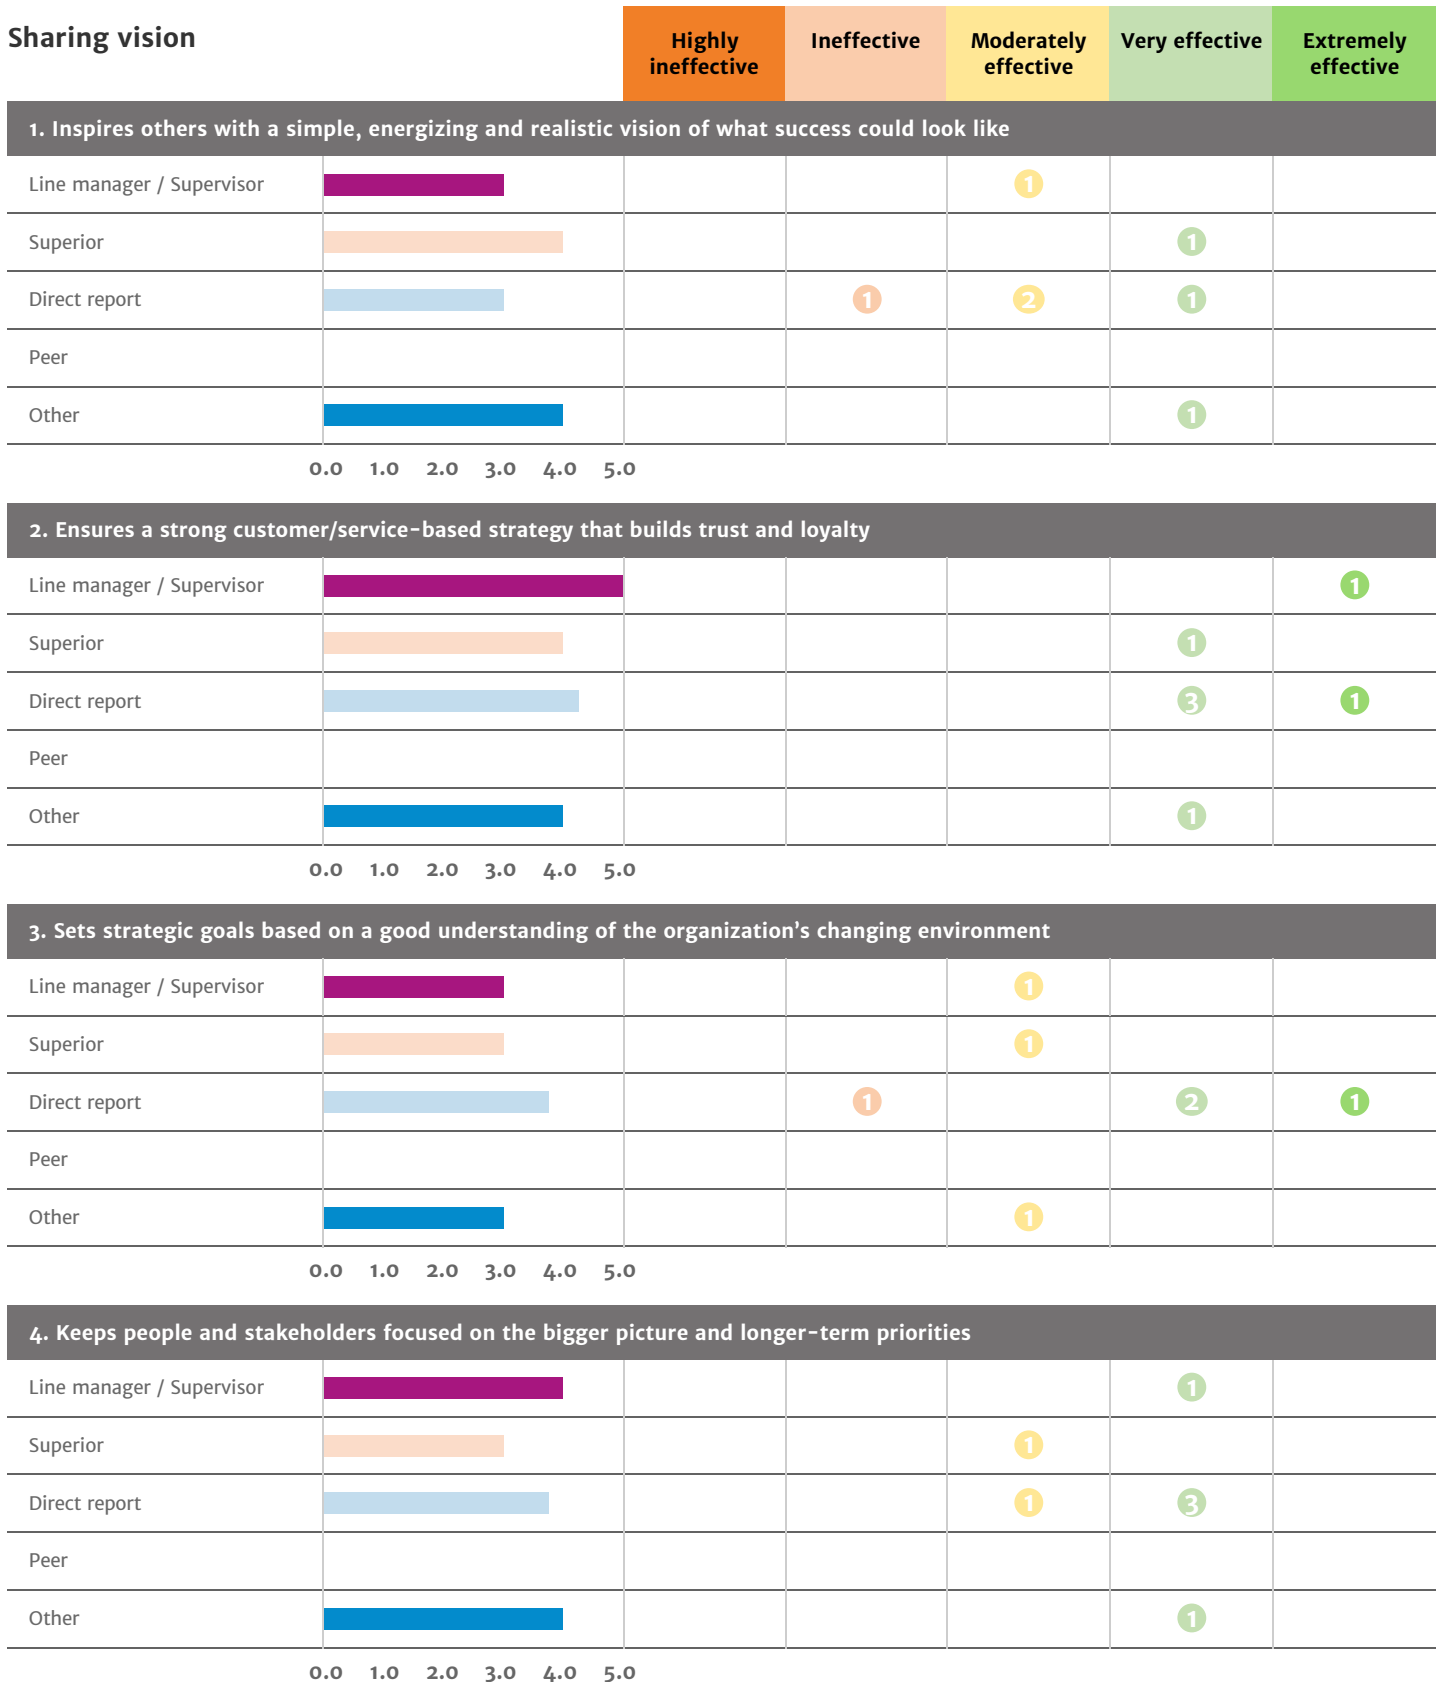 Sharing vision
Highly ineffective Ineffective Moderately effective Very effective Extremely effective
1. Inspires others with a simple, energizing and realistic vision of what success could look like
Line manager / Supervisor 1
Superior 1
Direct report 1 2 1
Peer
Other 1
0.0 1.0 2.0 3.0 4.0 5.0
2. Ensures a strong customer/service-based strategy that builds trust and loyalty
Line manager / Supervisor 1
Superior 1
Direct report 3 1
Peer
Other 1
0.0 1.0 2.0 3.0 4.0 5.0
3. Sets strategic goals based on a good understanding of the organization’s changing environment
Line manager / Supervisor 1
Superior 1
Direct report 1 2 1
Peer
Other 1
0.0 1.0 2.0 3.0 4.0 5.0
4. Keeps people and stakeholders focused on the bigger picture and longer-term priorities
Line manager / Supervisor 1
Superior 1
Direct report 1 3
Peer
Other 1
0.0 1.0 2.0 3.0 4.0 5.0